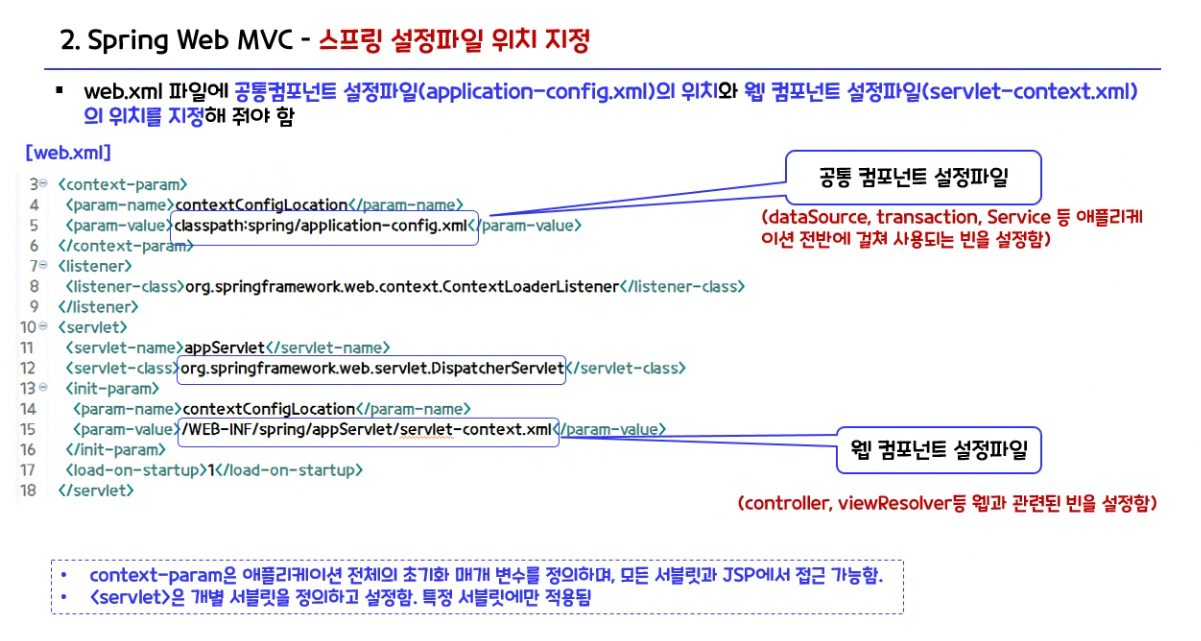 2. Spring Web MVC - 스프링 설정파일 위치 지정
▪ web.xml 파일에 공통컴포넌트 설정파일(application-config.xml)의 위치와 웹 컴포넌트 설정파일(servlet-context.xml)
의 위치를 지정해 줘야 함
[web.xml]
공통 컴포넌트 설정파일
(dataSource, transaction, Service 등 애플리케
이션 전반에 걸쳐 사용되는 빈을 설정함)
3 <context-param>
4 <param-name>contextConfigLocation</param-name>
5 <param-value>classpath:spring/application-config.xml</param-value>
6 </context-param>
7 <listener>
8 <listener-class>org.springframework.web.context.ContextLoaderListener</listener-class>
9 </listener>
10 <servlet>
11 <servlet-name>appServlet</servlet-name>
12 <servlet-class>org.springframework.web.servlet.DispatcherServlet</servlet-class>
13 <init-param>
14 <param-name>contextConfigLocation</param-name>
15 <param-value>/WEB-INF/spring/appServlet/servlet-context.xml</param-value>
16 </init-param>
17 <load-on-startup>1</load-on-startup>
18 </servlet>
웹 컴포넌트 설정파일
(controller, viewResolver등 웹과 관련된 빈을 설정함)
• context-param은 애플리케이션 전체의 초기화 매개 변수를 정의하며, 모든 서블릿과 JSP에서 접근 가능함.
• <servlet>은 개별 서블릿을 정의하고 설정함. 특정 서블릿에만 적용됨